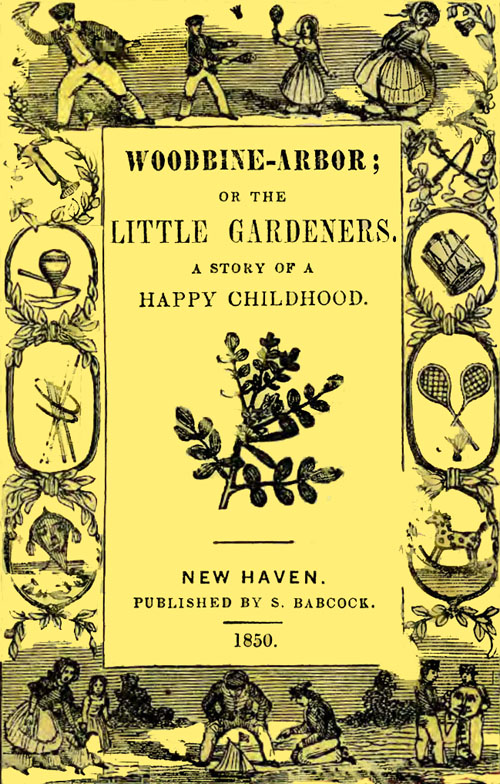 WOODBINE-ARBOR;
OR THE
LITTLE GARDENERS.
A STORY OF A
HAPPY CHILDHOOD.
NEW HAVEN.
PUBLISHED BY S. BABCOCK.
1850.